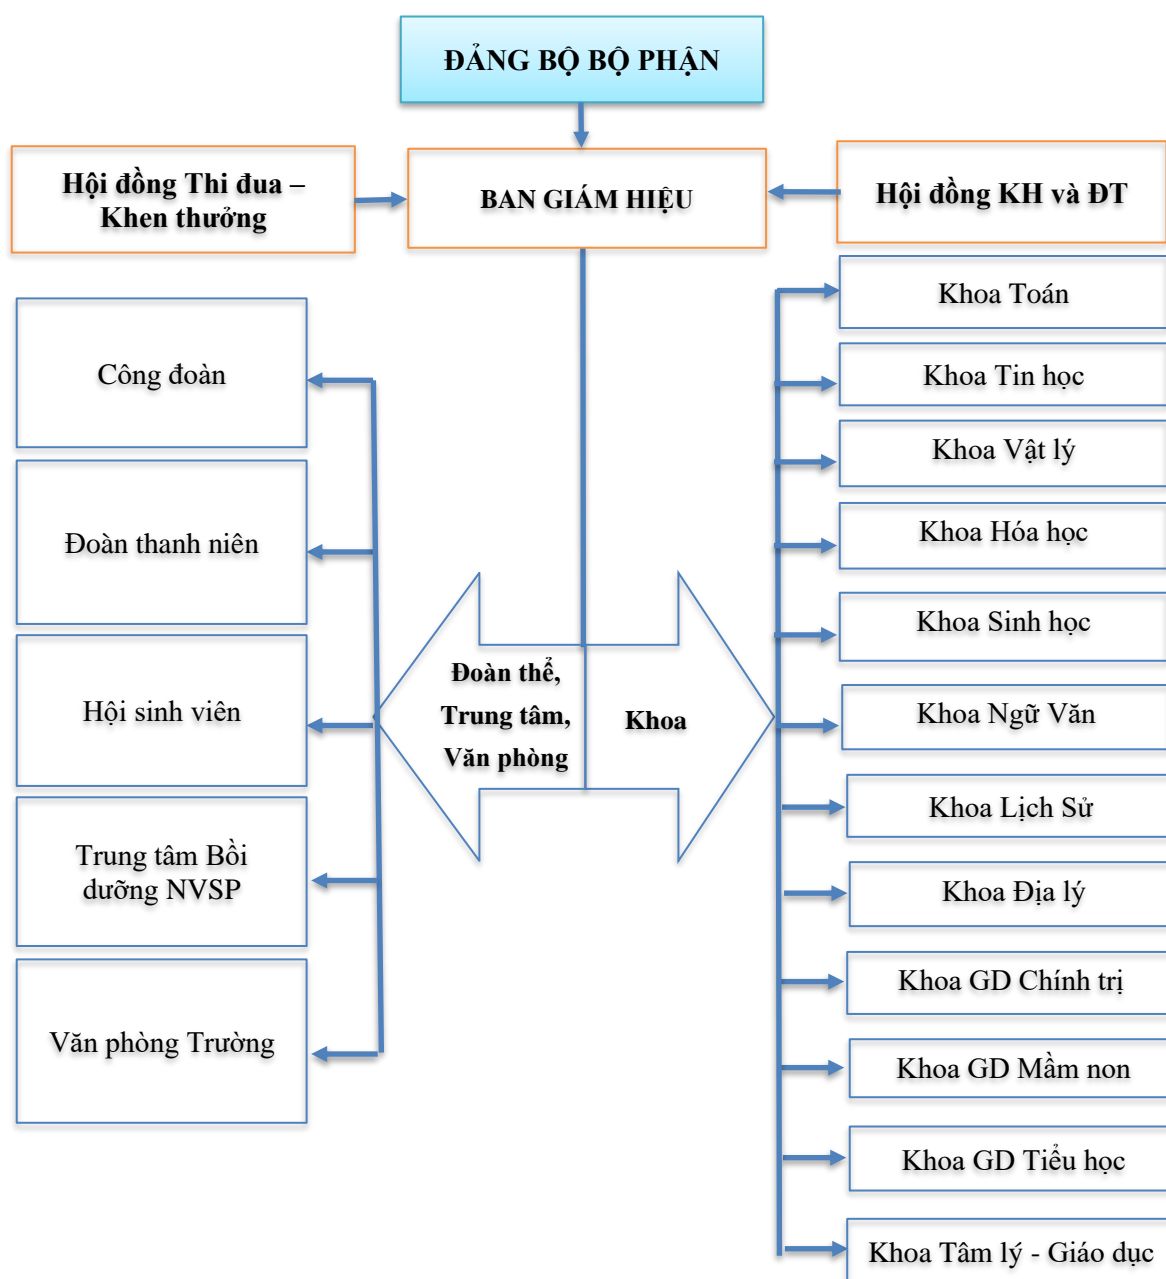 ĐẢNG BỘ BỘ PHẬN
Hội đồng Thi đua –
Khen thưởng
BAN GIÁM HIỆU
Hội đồng KH và ĐT
Công đoàn
Đoàn thanh niên
Hội sinh viên
Trung tâm Bồi
dưỡng NVSP
Văn phòng Trường
Đoàn thể,
Trung tâm,
Văn phòng
Khoa
Khoa Toán
Khoa Tin học
Khoa Vật lý
Khoa Hóa học
Khoa Sinh học
Khoa Ngữ Văn
Khoa Lịch Sử
Khoa Địa lý
Khoa GD Chính trị
Khoa GD Mầm non
Khoa GD Tiểu học
Khoa Tâm lý - Giáo dục